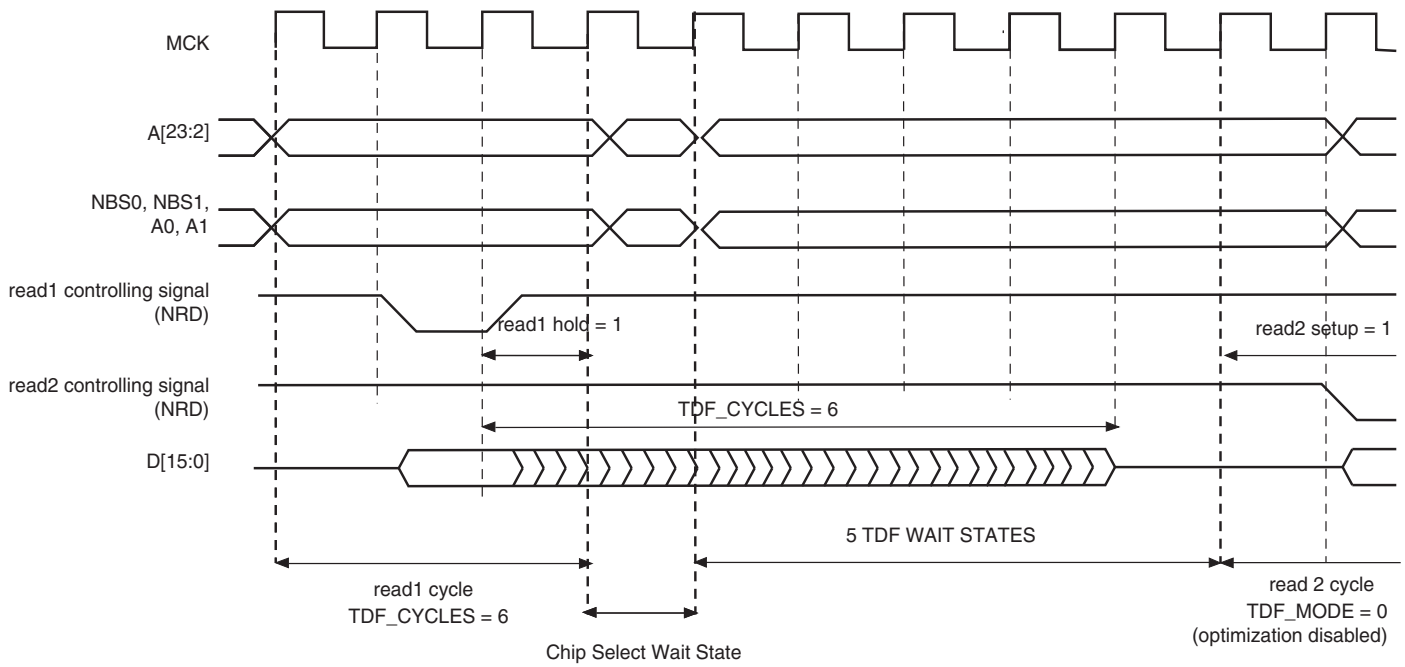 MCK
A[23:2]
NBS0, NBS1,
A0, A1
read1 controlling signal
(NRD)
read1 hold = 1
read2 setup = 1
read2 controlling signal
(NRD)
TDF_CYCLES = 6
D[15:0]
5 TDF WAIT STATES
read1 cycle
TDF_CYCLES = 6
read 2 cycle
TDF_MODE = 0
(optimization disabled)
Chip Select Wait State